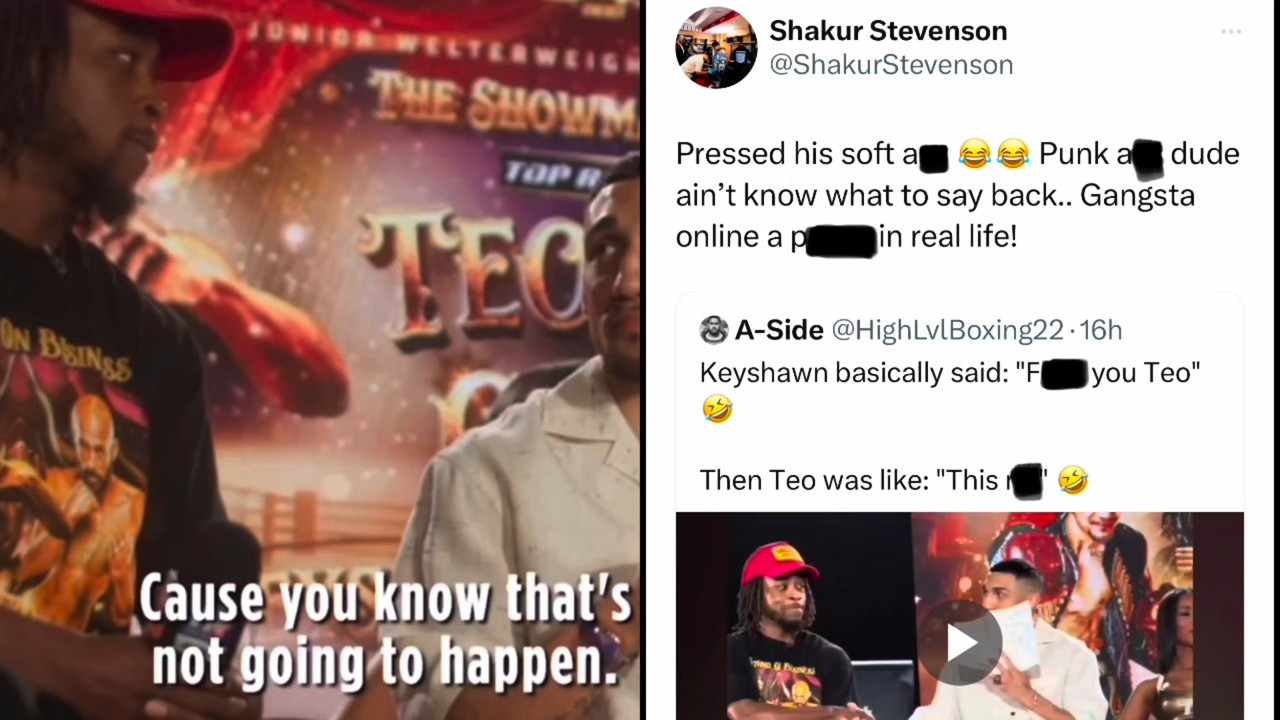 JUNIOR WELTERWEIGH
THE SHOWM
TOP R
TEO
ON BUSINSS
Cause you know that's
not going to happen.
Shakur Stevenson
@ShakurStevenson
Pressed his soft a 😂😂 Punk a dude
ain't know what to say back.. Gangsta
online a p in real life!
A-Side @HighLvlBoxing22 · 16h
Keyshawn basically said: "F you Teo"
🤣
Then Teo was like: "This " 🤣